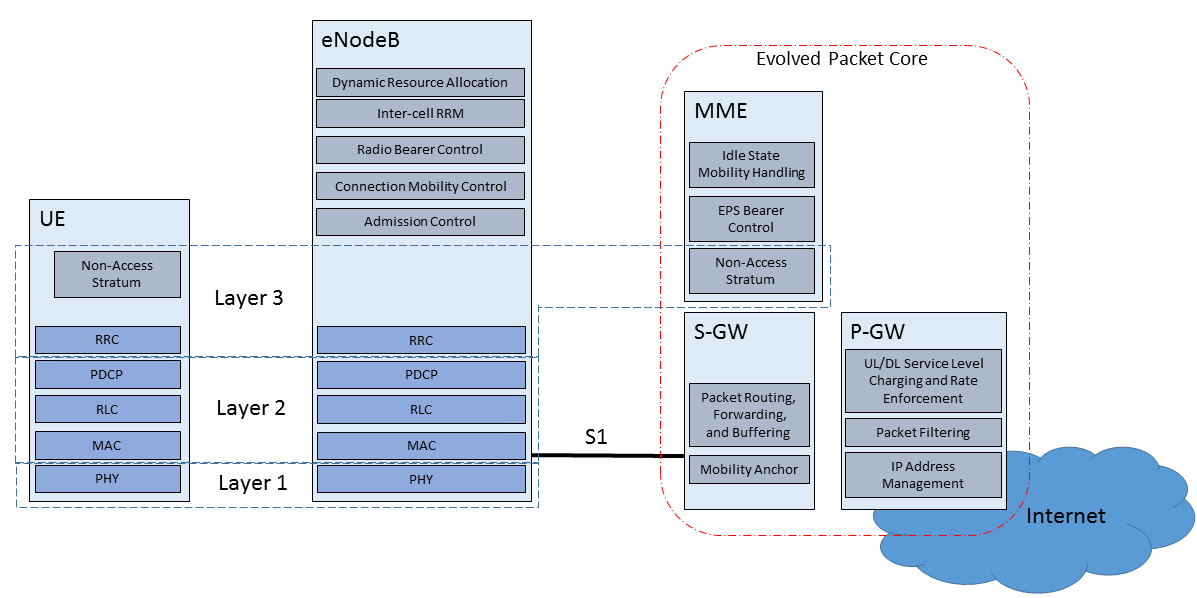 eNodeB
Dynamic Resource Allocation
Inter-cell RRM
Radio Bearer Control
Connection Mobility Control
Admission Control
RRC
PDCP
RLC
MAC
PHY
UE
Non-Access
Stratum
RRC
PDCP
RLC
MAC
PHY
Layer 3
Layer 2
Layer 1
S1
Evolved Packet Core
MME
Idle State
Mobility Handling
EPS Bearer
Control
Non-Access
Stratum
S-GW
Packet Routing,
Forwarding,
and Buffering
Mobility Anchor
P-GW
UL/DL Service Level
Charging and Rate
Enforcement
Packet Filtering
IP Address
Management
Internet